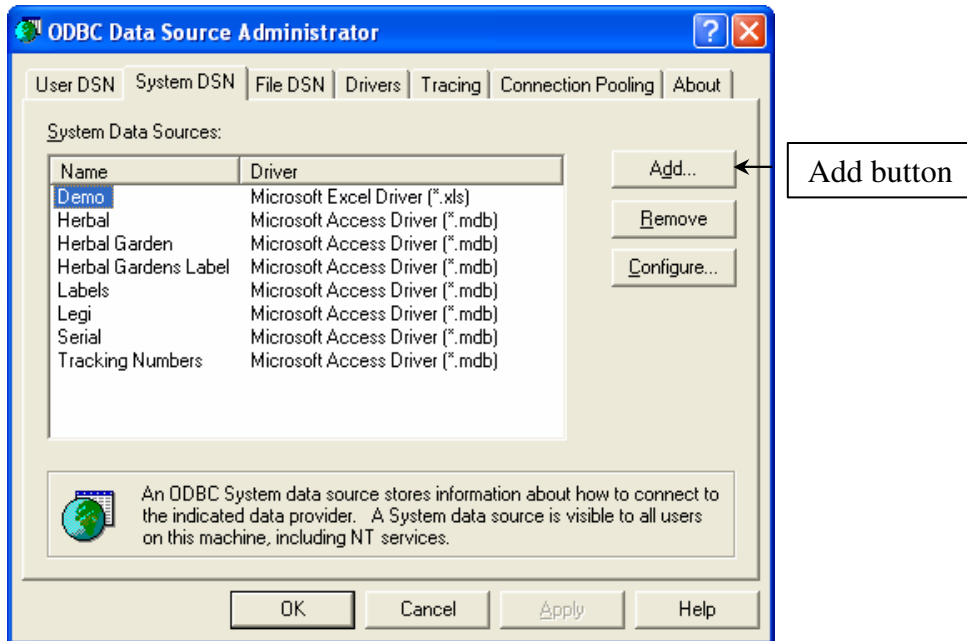 ODBC Data Source Administrator
User DSN System DSN File DSN Drivers Tracing Connection Pooling About
System Data Sources:
Name Driver
Demo Microsoft Excel Driver (*.xls)
Herbal Microsoft Access Driver (*.mdb)
Herbal Garden Microsoft Access Driver (*.mdb)
Herbal Gardens Label Microsoft Access Driver (*.mdb)
Labels Microsoft Access Driver (*.mdb)
Legi Microsoft Access Driver (*.mdb)
Serial Microsoft Access Driver (*.mdb)
Tracking Numbers Microsoft Access Driver (*.mdb)
Add...
Remove
Configure...
Add button
An ODBC System data source stores information about how to connect to
the indicated data provider. A System data source is visible to all users
on this machine, including NT services.
OK Cancel Apply Help